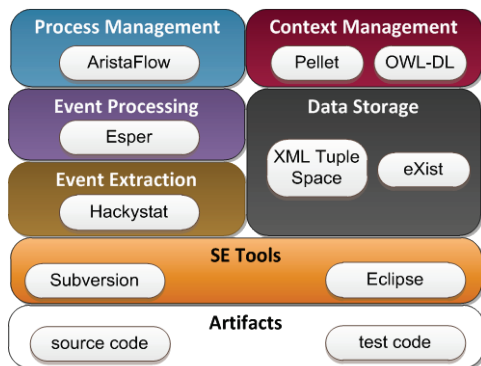 Process Management
AristaFlow
Context Management
Pellet
OWL-DL
Event Processing
Esper
Data Storage
XML Tuple
Space
eXist
Event Extraction
Hackystat
SE Tools
Subversion
Eclipse
Artifacts
source code
test code